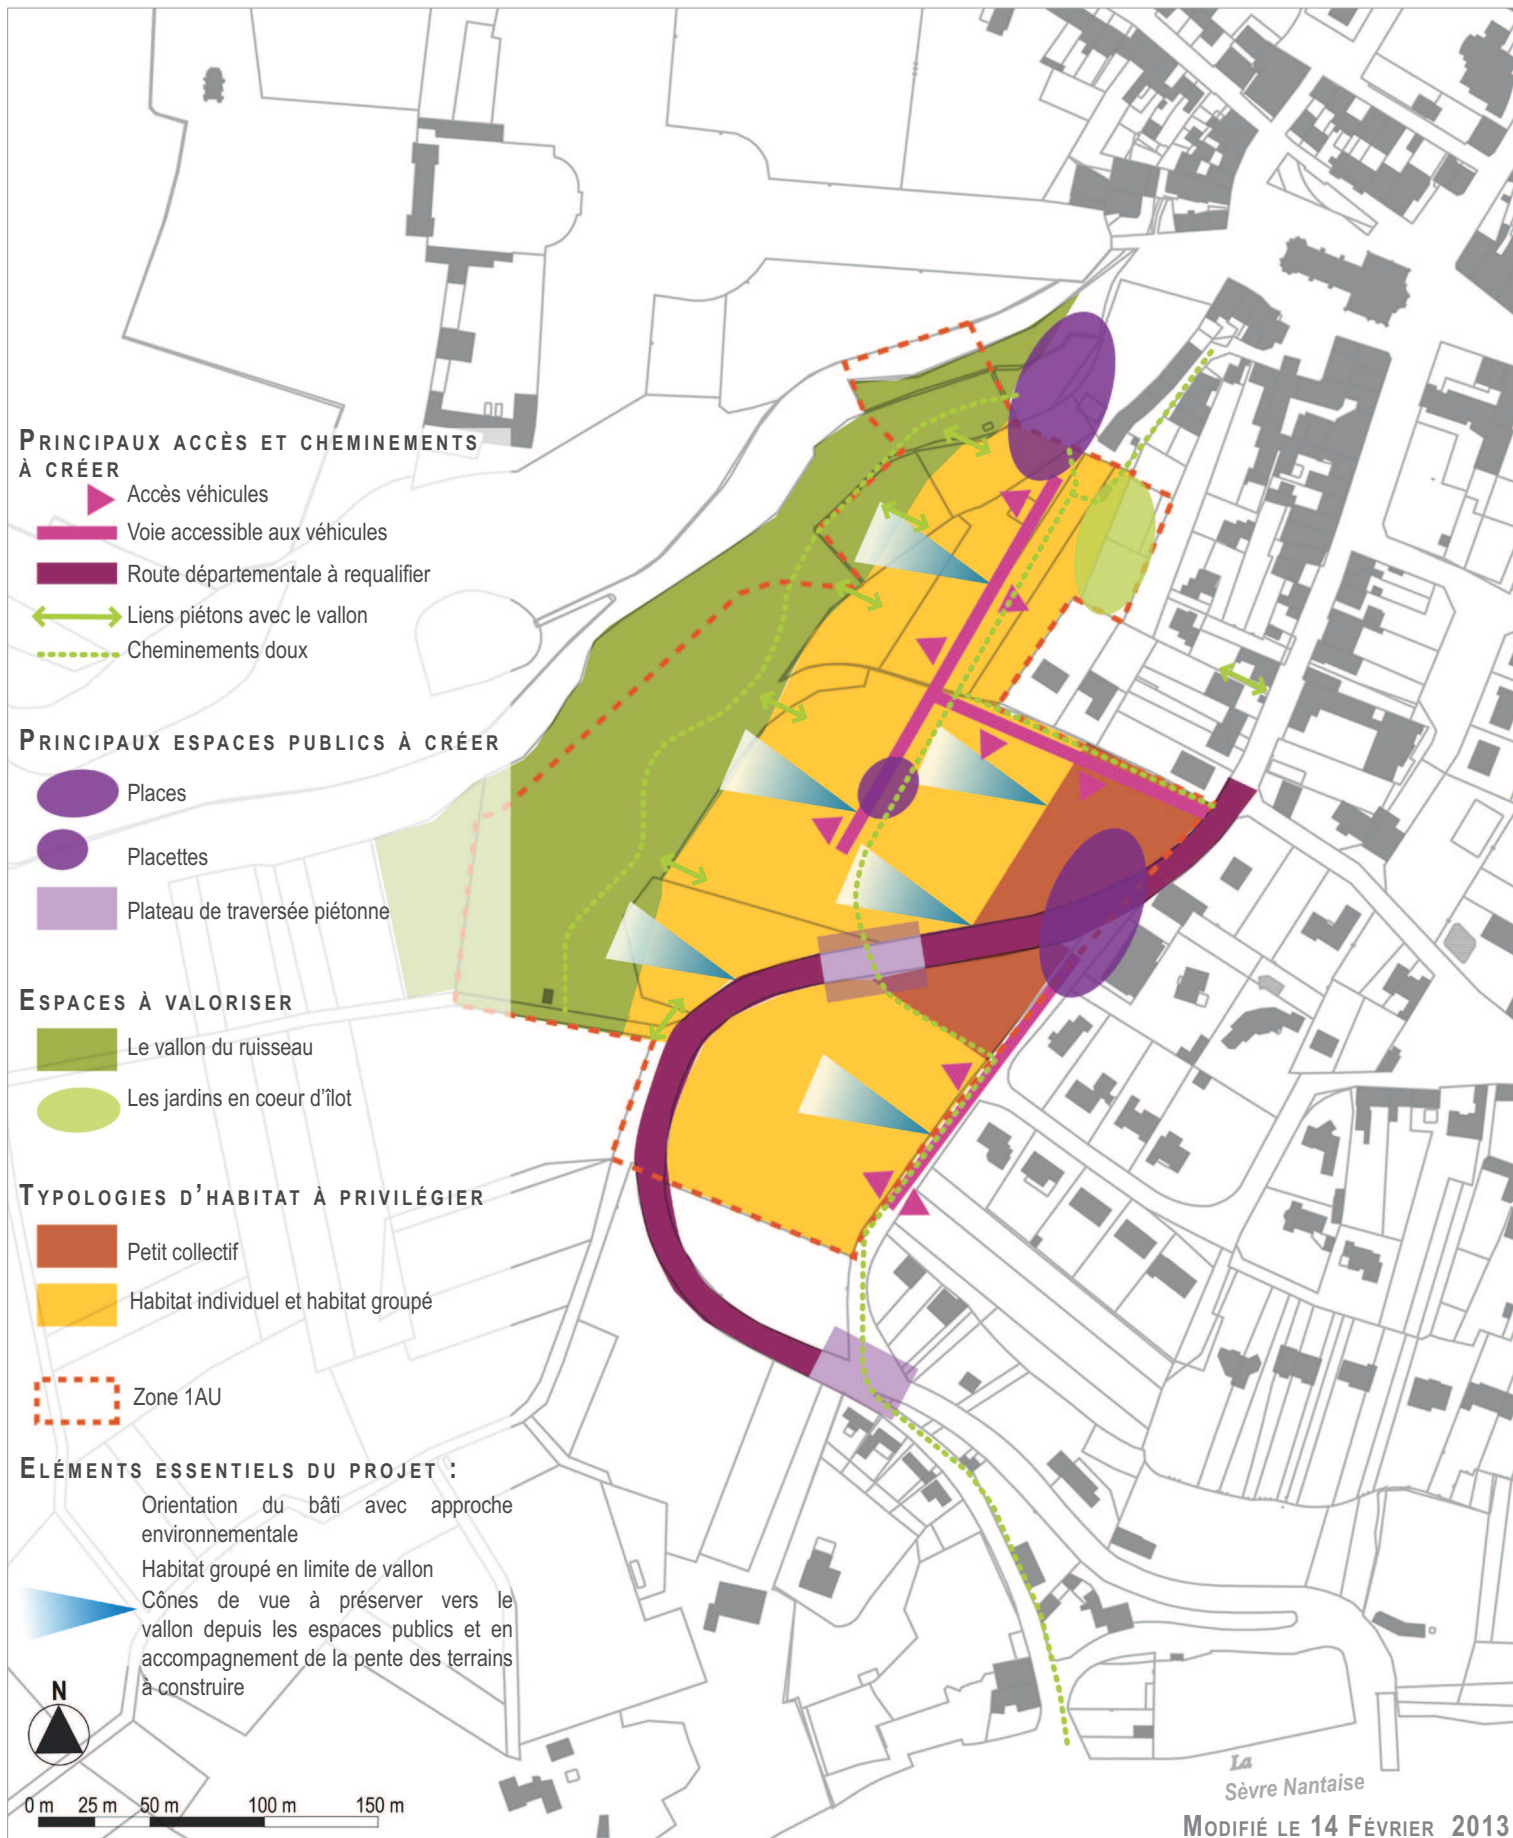 Principaux accès et cheminements
à créer
Accès véhicules
Voie accessible aux véhicules
Route départementale à requalifier
Liens piétons avec le vallon
Cheminements doux
Principaux espaces publics à créer
Places
Placettes
Plateau de traversée piétonne
Espaces à valoriser
Le vallon du ruisseau
Les jardins en coeur d'îlot
Typologies d'habitat à privilégier
Petit collectif
Habitat individuel et habitat groupé
Zone 1AU
Eléments essentiels du projet :
Orientation du bâti avec approche
environnementale
Habitat groupé en limite de vallon
Cônes de vue à préserver vers le
vallon depuis les espaces publics et en
accompagnement de la pente des terrains
à construire
N
0 m 25 m 50 m 100 m 150 m
La
Sèvre Nantaise
Modifié le 14 Février 2013